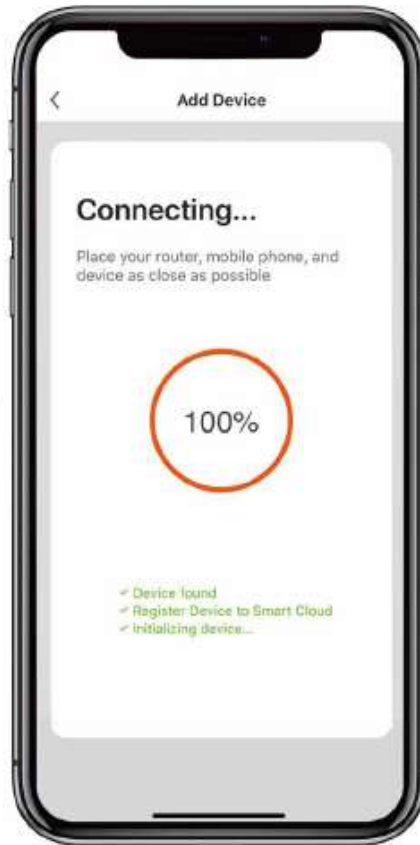 Add Device
Connecting...
Place your router, mobile phone, and
device as close as possible
100%
Device found
Register Device to Smart Cloud
Initializing device...